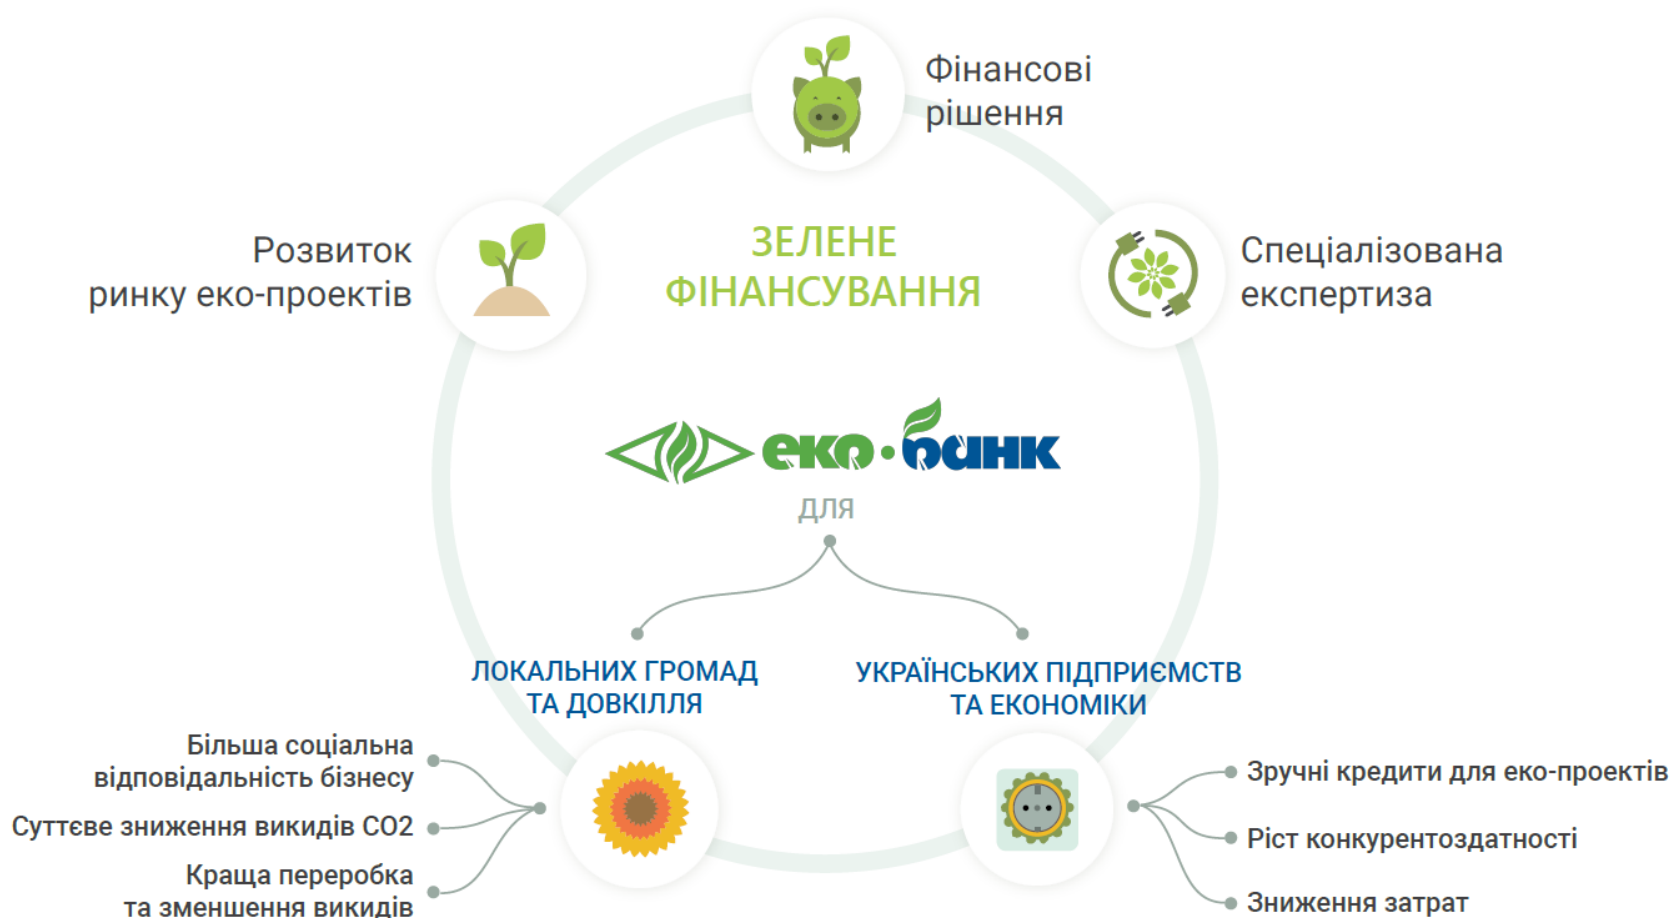 Фінансові
рішення
Розвиток
ринку еко-проектів
ЗЕЛЕНЕ
ФІНАНСУВАННЯ
Спеціалізована
експертиза
еко·банк
для
ЛОКАЛЬНИХ ГРОМАД
ТА ДОВКІЛЛЯ
УКРАЇНСЬКИХ ПІДПРИЄМСТВ
ТА ЕКОНОМІКИ
Більша соціальна
відповідальність бізнесу
Суттєве зниження викидів СО2
Краща переробка
та зменшення викидів
Зручні кредити для еко-проектів
Ріст конкурентоздатності
Зниження затрат